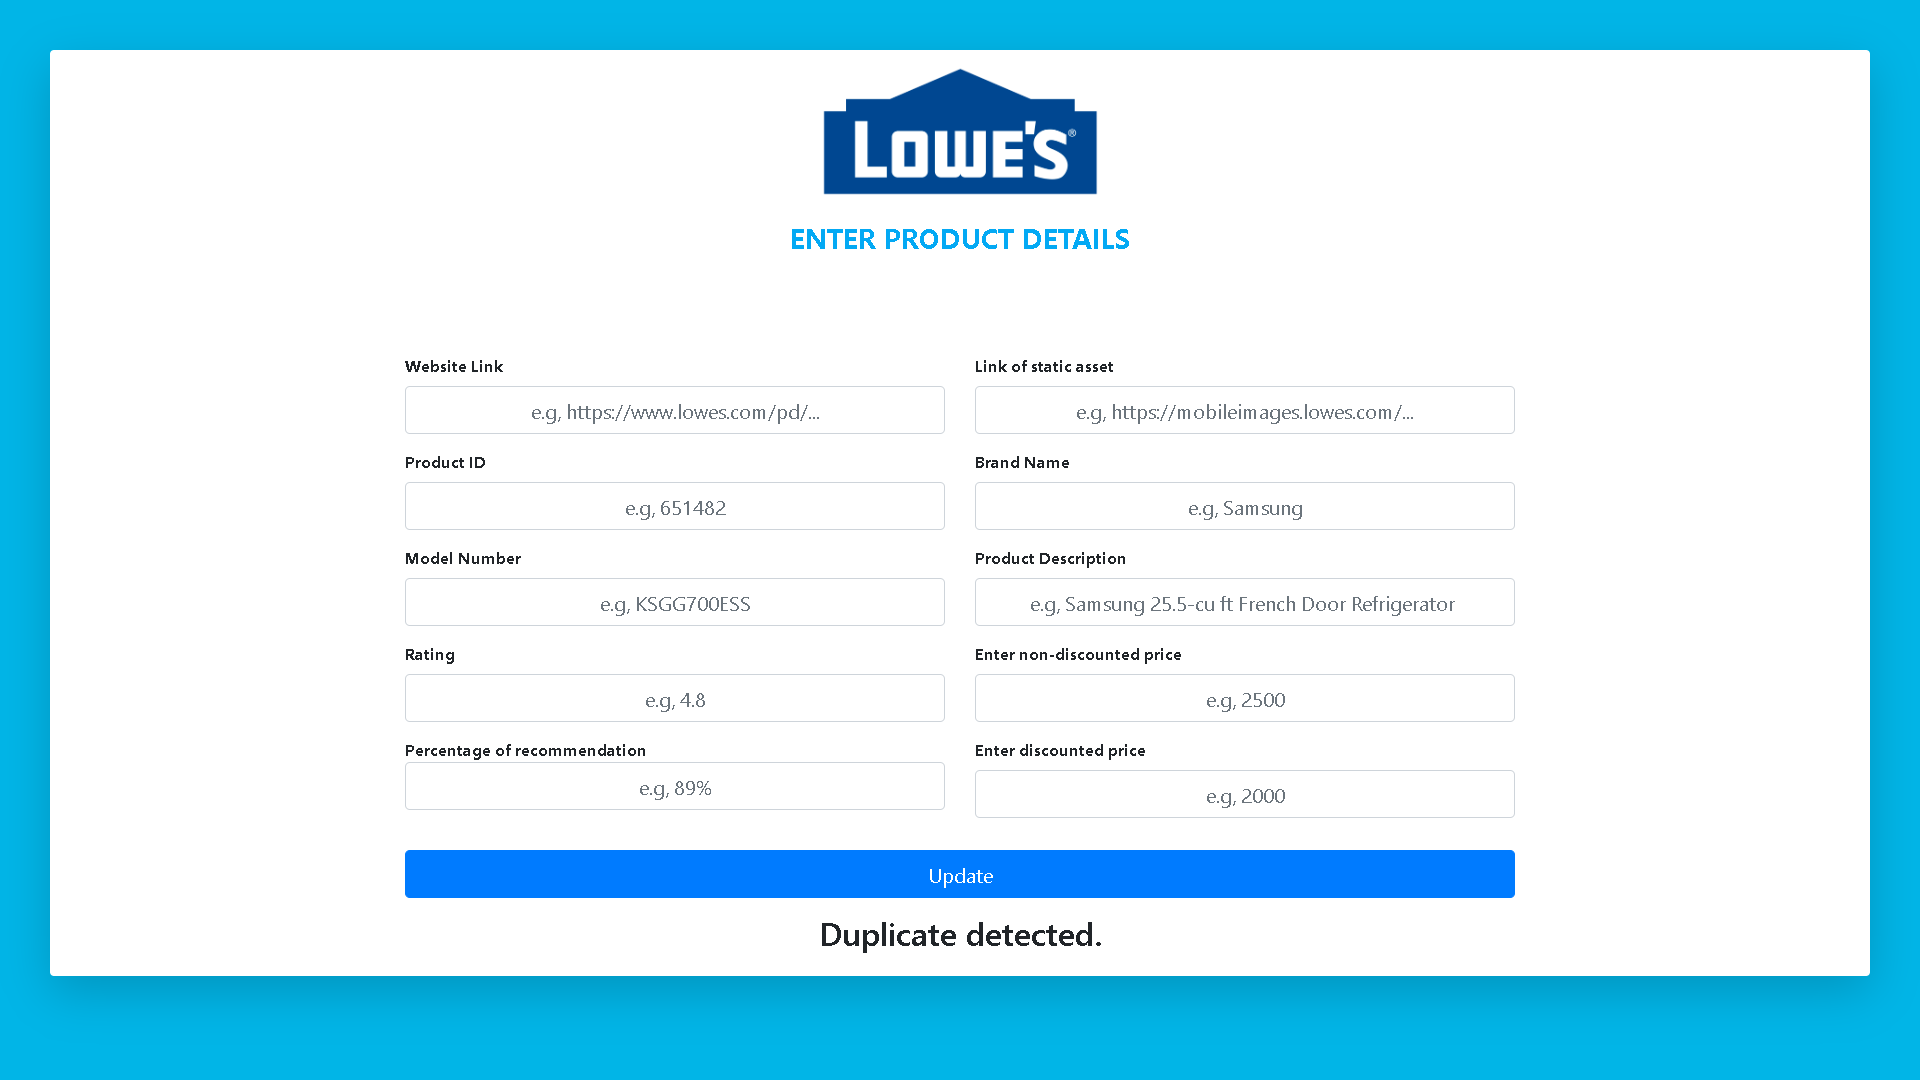 LOWE'S®
ENTER PRODUCT DETAILS
Website Link
e.g, https://www.lowes.com/pd/...
Link of static asset
e.g, https://mobileimages.lowes.com/...
Product ID
e.g, 651482
Brand Name
e.g, Samsung
Model Number
e.g, KSGG700ESS
Product Description
e.g, Samsung 25.5-cu ft French Door Refrigerator
Rating
e.g, 4.8
Enter non-discounted price
e.g, 2500
Percentage of recommendation
e.g, 89%
Enter discounted price
e.g, 2000
Update
Duplicate detected.